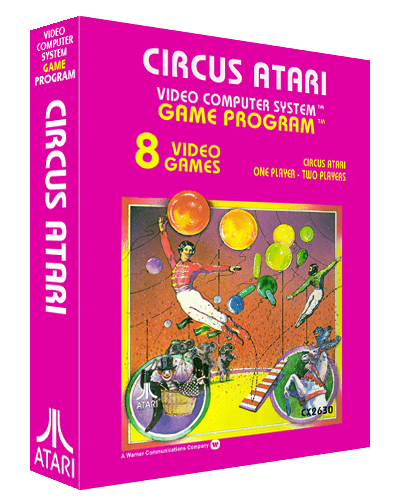 VIDEO
COMPUTER
SYSTEM
GAME
PROGRAM
CIRCUS ATARI
ATARI
CIRCUS ATARI
VIDEO COMPUTER SYSTEM™
GAME PROGRAM™
8 VIDEO
GAMES
CIRCUS ATARI
ONE PLAYER - TWO PLAYERS
ATARI
CX2630
A Warner Communications Company